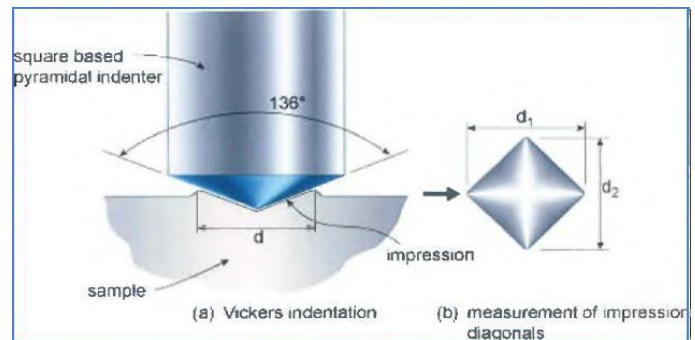 square based
pyramidal indenter
136°
d₁
d₂
d
impression
sample
(a) Vickers indentation
(b) measurement of impression
diagonals